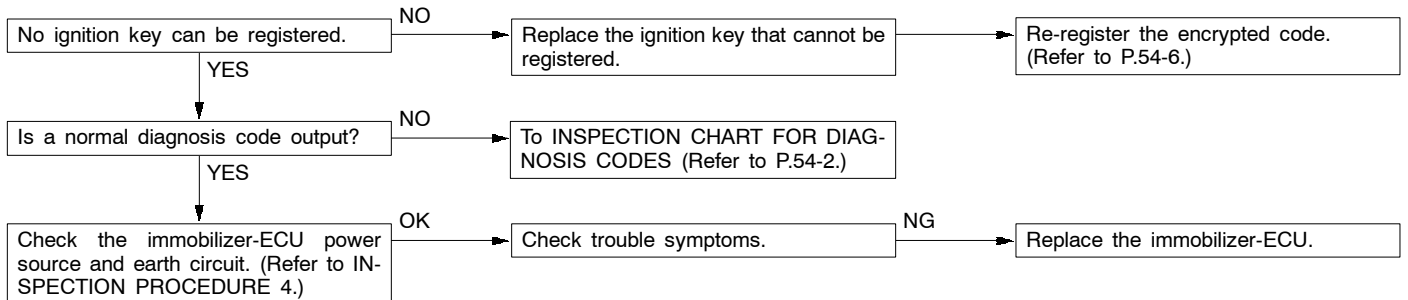 No ignition key can be registered.
NO
Replace the ignition key that cannot be
registered.
Re-register the encrypted code.
(Refer to P.54-6.)
YES
Is a normal diagnosis code output?
NO
To INSPECTION CHART FOR DIAG-
NOSIS CODES (Refer to P.54-2.)
YES
Check the immobilizer-ECU power
source and earth circuit. (Refer to IN-
SPECTION PROCEDURE 4.)
OK
Check trouble symptoms.
NG
Replace the immobilizer-ECU.